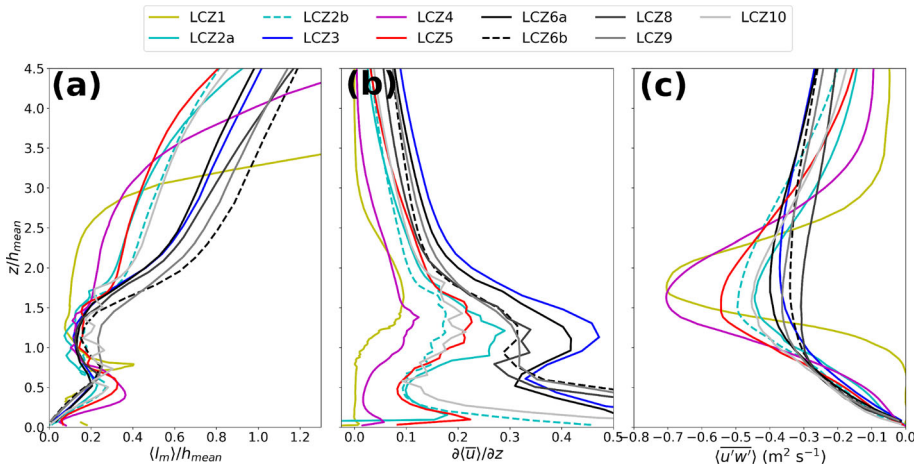 LCZ1 LCZ2b LCZ4 LCZ6a LCZ8 LCZ10
LCZ2a LCZ3 LCZ5 LCZ6b LCZ9
(a) (b) (c)
z/h_mean
4.5
4.0
3.5
3.0
2.5
2.0
1.5
1.0
0.5
0.0
0.0 0.2 0.4 0.6 0.8 1.0 1.2
⟨l_m⟩/h_mean
0.0 0.1 0.2 0.3 0.4 0.5
∂⟨u̅⟩/∂z
−0.8 −0.7 −0.6 −0.5 −0.4 −0.3 −0.2 −0.1 0.0
⟨u̅'w̅'⟩ (m² s⁻¹)